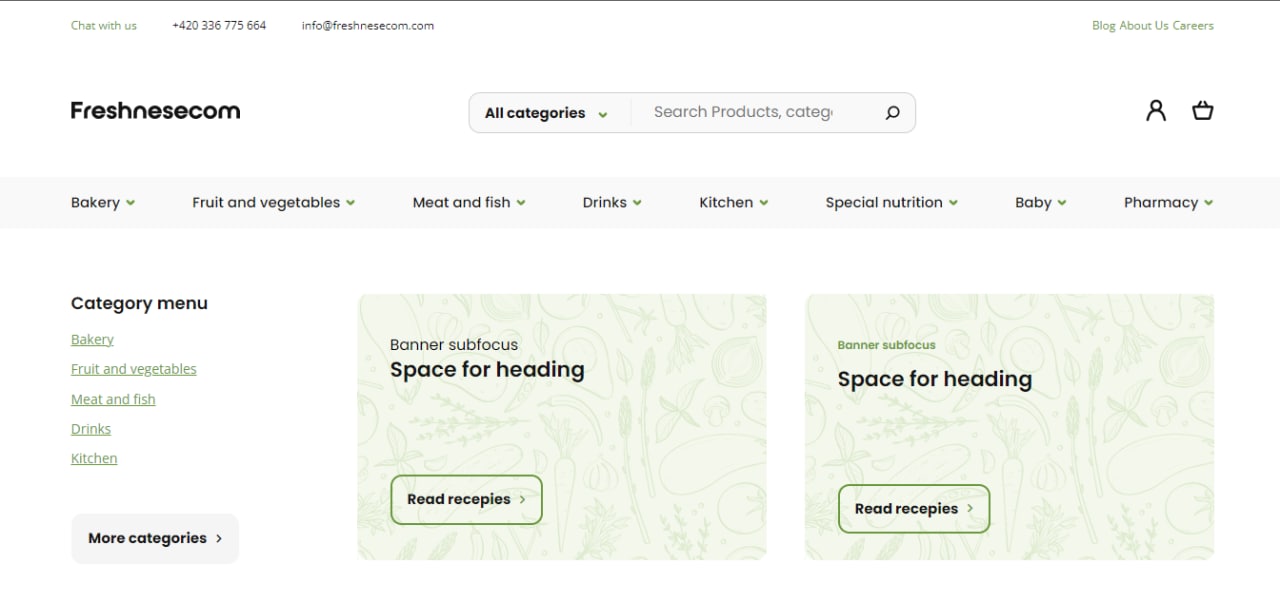 Chat with us +420 336 775 664 info@freshnesecom.com Blog About Us Careers
Freshnesecom All categories Search Products, categ
Bakery Fruit and vegetables Meat and fish Drinks Kitchen Special nutrition Baby Pharmacy
Category menu
Bakery
Fruit and vegetables
Meat and fish
Drinks
Kitchen
More categories
Banner subfocus
Space for heading
Read recepies
Banner subfocus
Space for heading
Read recepies